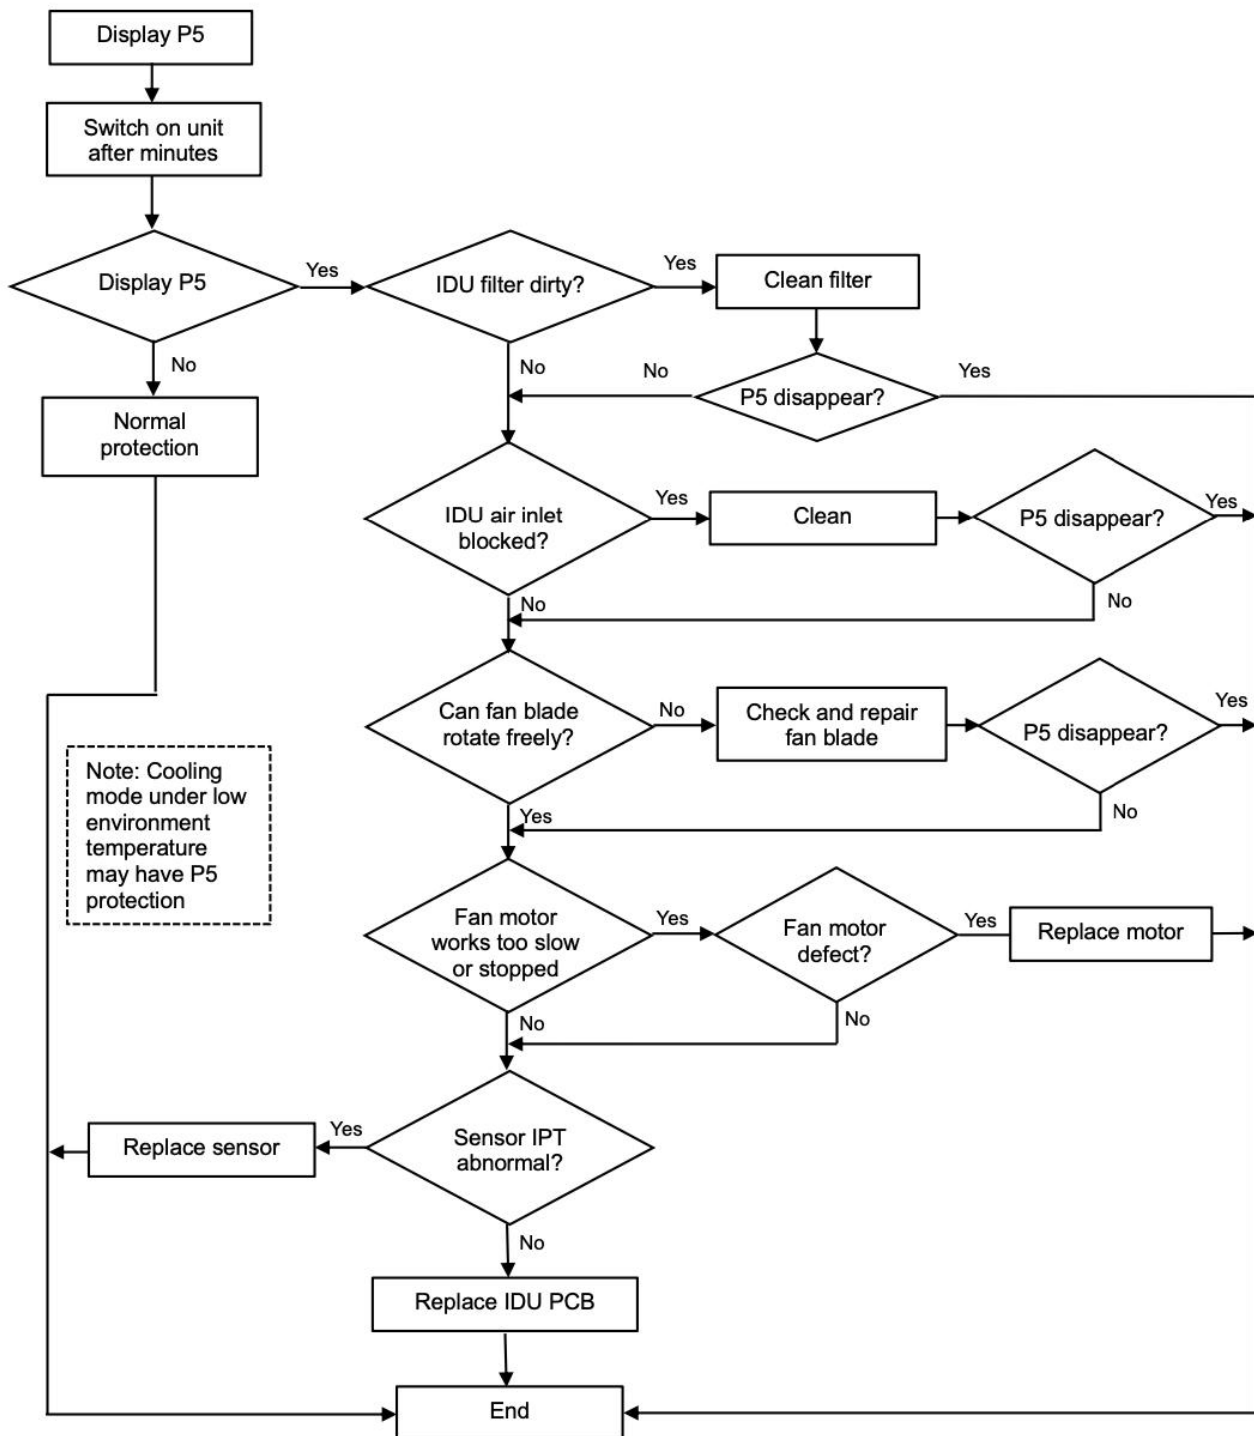 Display P5
Switch on unit
after minutes
Display P5
Yes
IDU filter dirty?
Yes
Clean filter
No
Normal
protection
No
No
P5 disappear?
Yes
IDU air inlet
blocked?
Yes
Clean
P5 disappear?
Yes
No
No
Can fan blade
rotate freely?
No
Check and repair
fan blade
P5 disappear?
Yes
Note: Cooling
mode under low
environment
temperature
may have P5
protection
Yes
No
Fan motor
works too slow
or stopped
Yes
Fan motor
defect?
Yes
Replace motor
No
No
Sensor IPT
abnormal?
Yes
Replace sensor
No
Replace IDU PCB
End